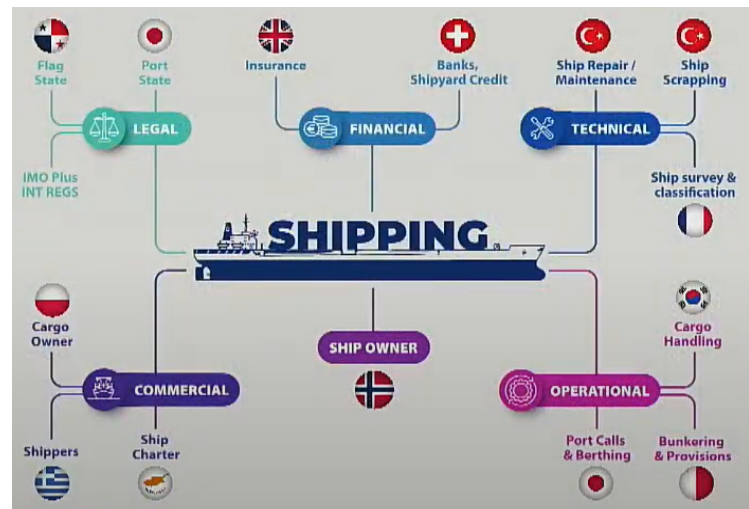 Flag
State
Port
State
Insurance
Banks,
Shipyard Credit
Ship Repair /
Maintenance
Ship
Scrapping
LEGAL
FINANCIAL
TECHNICAL
IMO Plus
INT REGS
Ship survey &
classification
SHIPPING
Cargo
Owner
SHIP OWNER
Cargo
Handling
COMMERCIAL
OPERATIONAL
Shippers
Ship
Charter
Port Calls
& Berthing
Bunkering
& Provisions